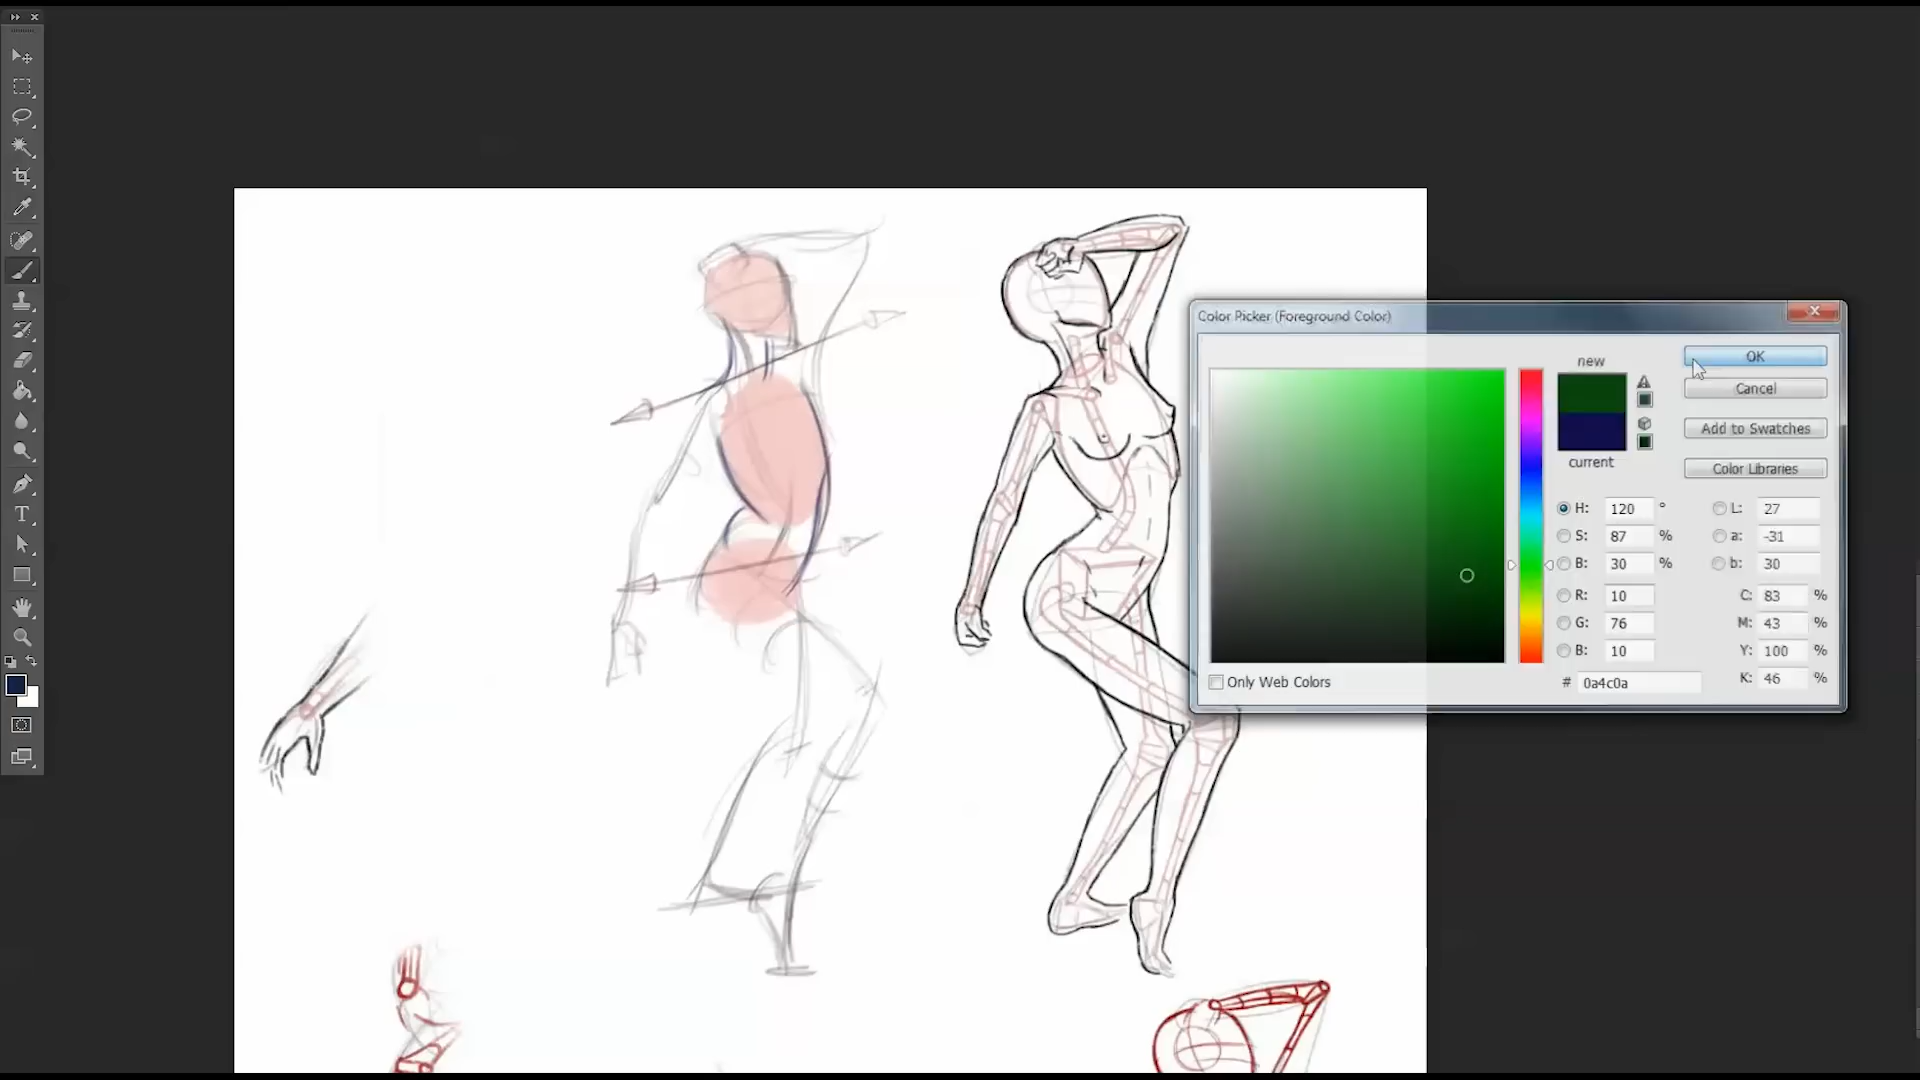 Color Picker (Foreground Color)
new
current
OK
Cancel
Add to Swatches
Color Libraries
H: 120 °
S: 87 %
B: 30 %
R: 10
G: 76
B: 10
# 0a4c0a
L: 27
a: -31
b: 30
C: 83 %
M: 43 %
Y: 100 %
K: 46 %
Only Web Colors
T